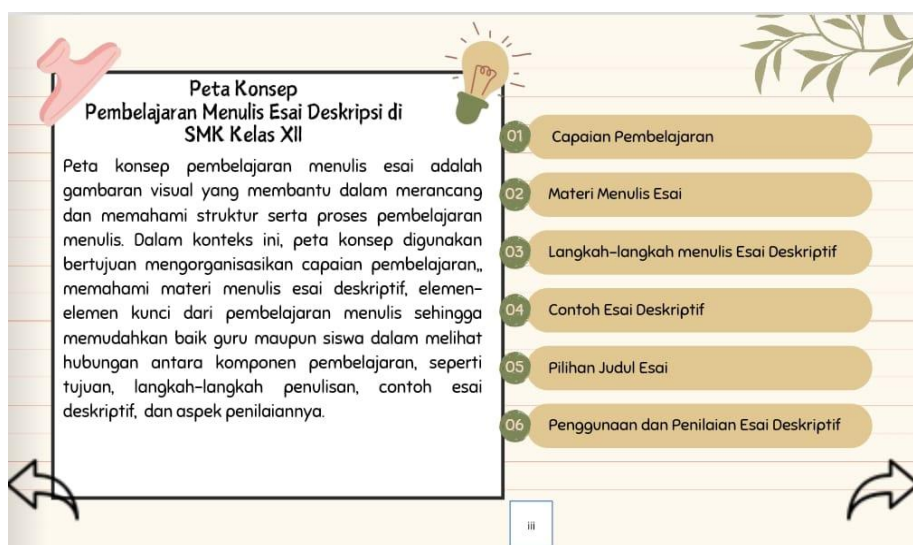 Peta Konsep
Pembelajaran Menulis Esai Deskripsi di
SMK Kelas XII
Peta konsep pembelajaran menulis esai adalah
gambaran visual yang membantu dalam merancang
dan memahami struktur serta proses pembelajaran
menulis. Dalam konteks ini, peta konsep digunakan
bertujuan mengorganisasikan capaian pembelajaran,,
memahami materi menulis esai deskriptif, elemen-
elemen kunci dari pembelajaran menulis sehingga
memudahkan baik guru maupun siswa dalam melihat
hubungan antara komponen pembelajaran, seperti
tujuan, langkah-langkah penulisan, contoh esai
deskriptif, dan aspek penilaiannya.
01 Capaian Pembelajaran
02 Materi Menulis Esai
03 Langkah-langkah menulis Esai Deskriptif
04 Contoh Esai Deskriptif
05 Pilihan Judul Esai
06 Penggunaan dan Penilaian Esai Deskriptif
iii